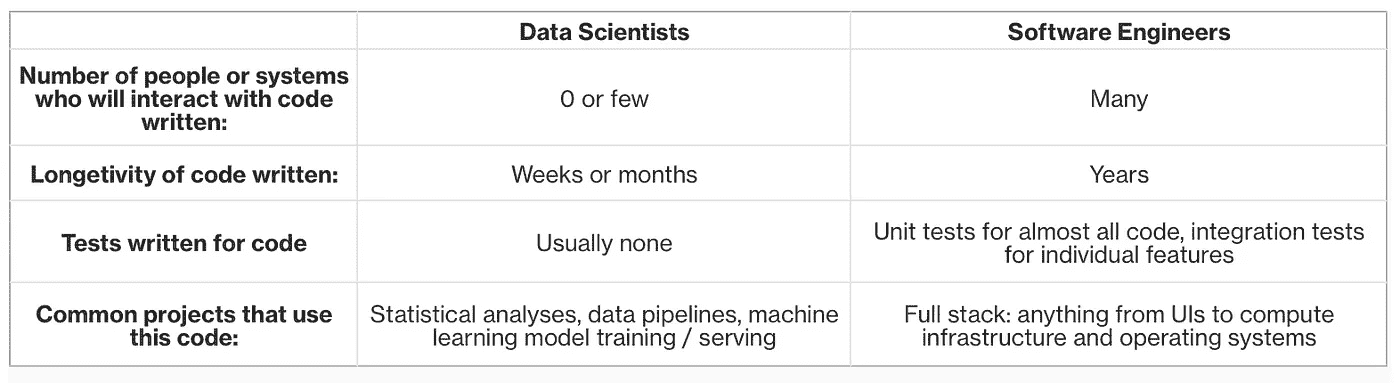 Data Scientists
Software Engineers
Number of people or systems
who will interact with code
written:
0 or few
Many
Longetivity of code written:
Weeks or months
Years
Tests written for code
Usually none
Unit tests for almost all code, integration tests
for individual features
Common projects that use
this code:
Statistical analyses, data pipelines, machine
learning model training / serving
Full stack: anything from UIs to compute
infrastructure and operating systems